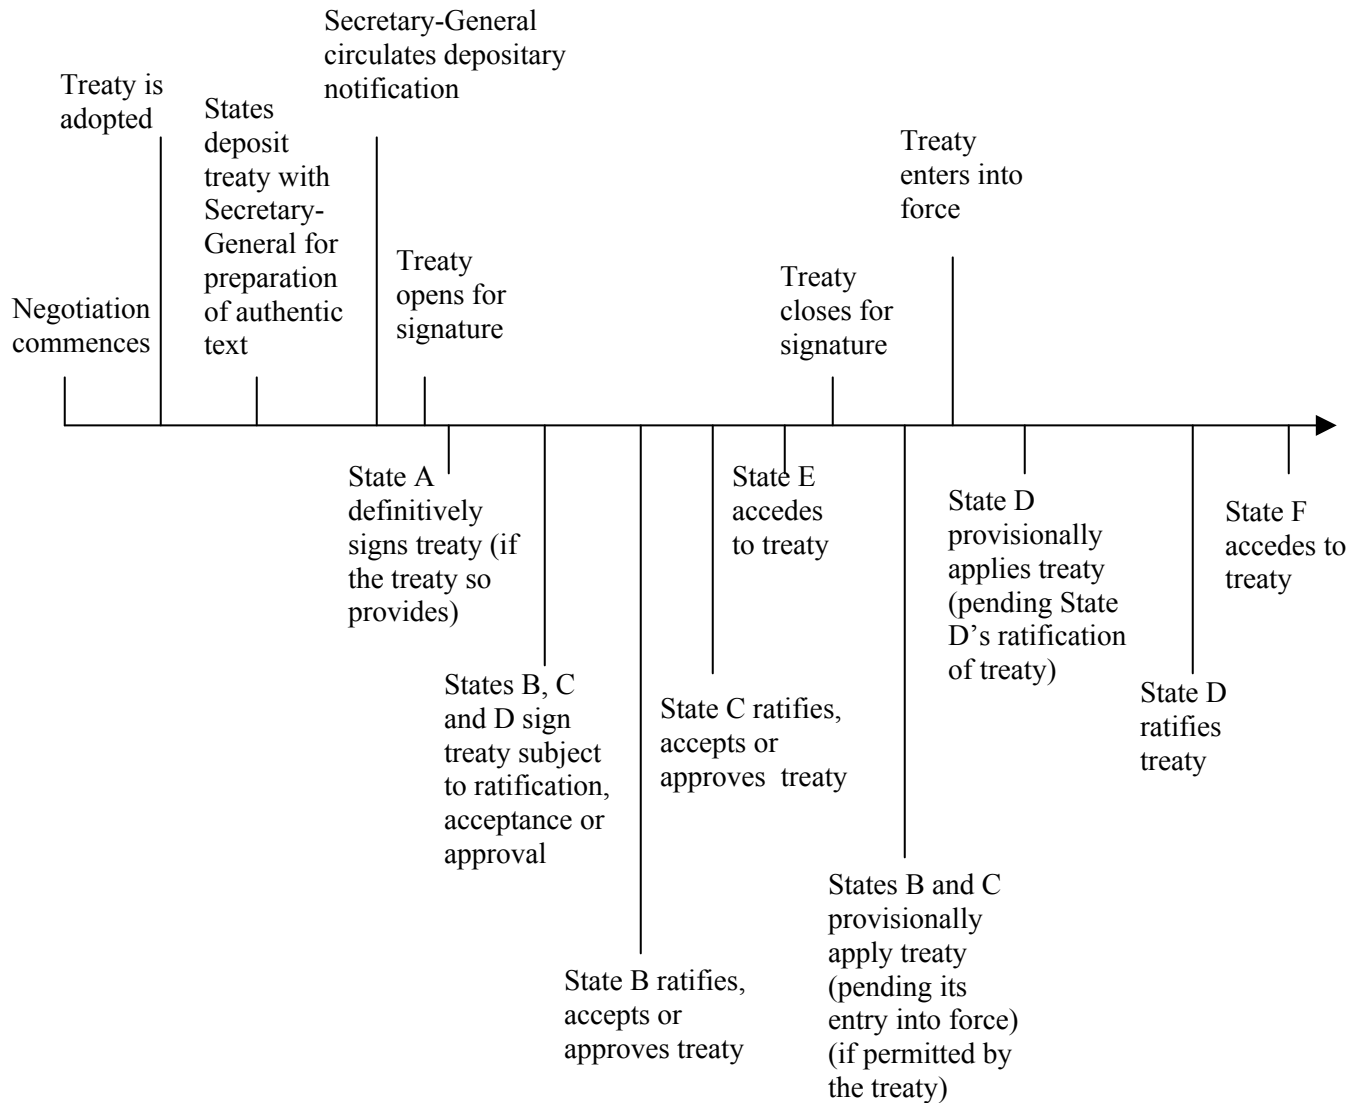 Negotiation
commences
Treaty is
adopted
States
deposit
treaty with
Secretary-
General for
preparation
of authentic
text
Secretary-General
circulates depositary
notification
Treaty
opens for
signature
Treaty
closes for
signature
Treaty
enters into
force
State A
definitively
signs treaty (if
the treaty so
provides)
States B, C
and D sign
treaty subject
to ratification,
acceptance or
approval
State B ratifies,
accepts or
approves treaty
State C ratifies,
accepts or
approves  treaty
State E
accedes
to treaty
States B and C
provisionally
apply treaty
(pending its
entry into force)
(if permitted by
the treaty)
State D
provisionally
applies treaty
(pending State
D’s ratification
of treaty)
State D
ratifies
treaty
State F
accedes to
treaty